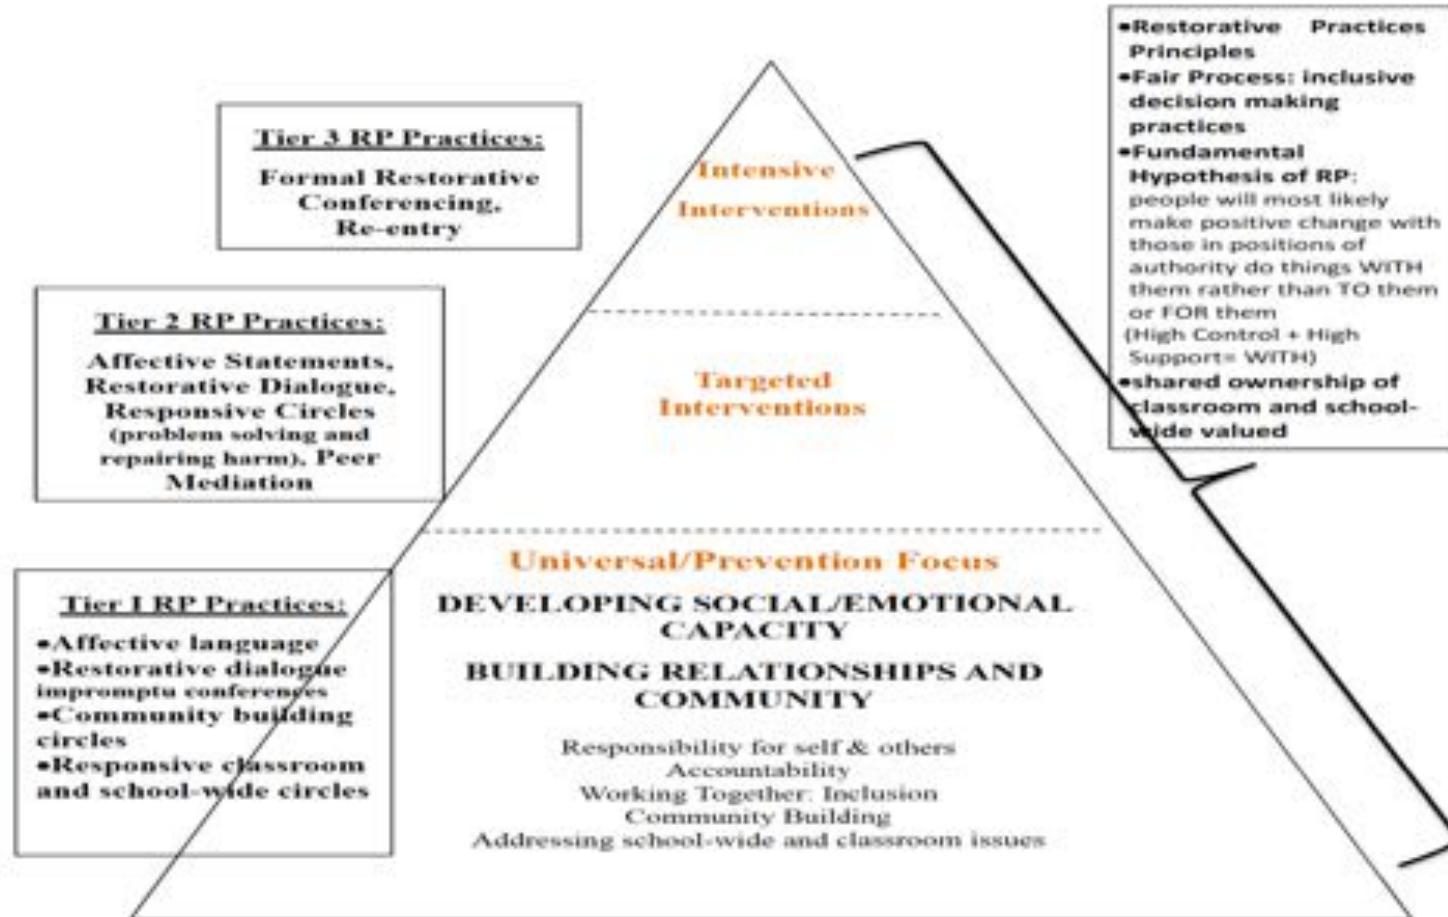 Tier 3 RP Practices:
Formal Restorative
Conferencing,
Re-entry
Tier 2 RP Practices:
Affective Statements,
Restorative Dialogue,
Responsive Circles
(problem solving and
repairing harm), Peer
Mediation
Tier I RP Practices:
•Affective language
•Restorative dialogue
impromptu conferences
•Community building
circles
•Responsive classroom
and school-wide circles
Intensive
Interventions
Targeted
Interventions
Universal/Prevention Focus
DEVELOPING SOCIAL/EMOTIONAL
CAPACITY
BUILDING RELATIONSHIPS AND
COMMUNITY
Responsibility for self & others
Accountability
Working Together: Inclusion
Community Building
Addressing school-wide and classroom issues
•Restorative Practices
Principles
•Fair Process: inclusive
decision making
practices
•Fundamental
Hypothesis of RP:
people will most likely
make positive change with
those in positions of
authority do things WITH
them rather than TO them
or FOR them
(High Control + High
Support= WITH)
•shared ownership of
classroom and school-
wide valued